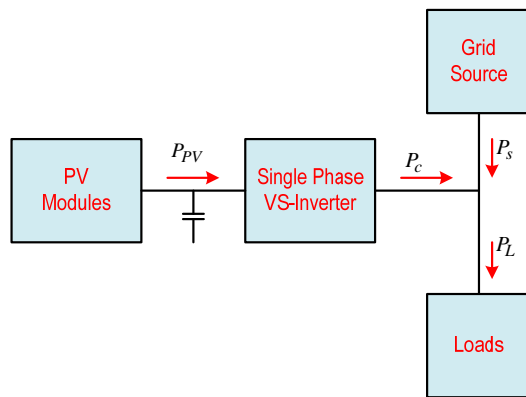 Grid
Source
P_PV
P_c
P_s
PV
Modules
Single Phase
VS-Inverter
P_L
Loads